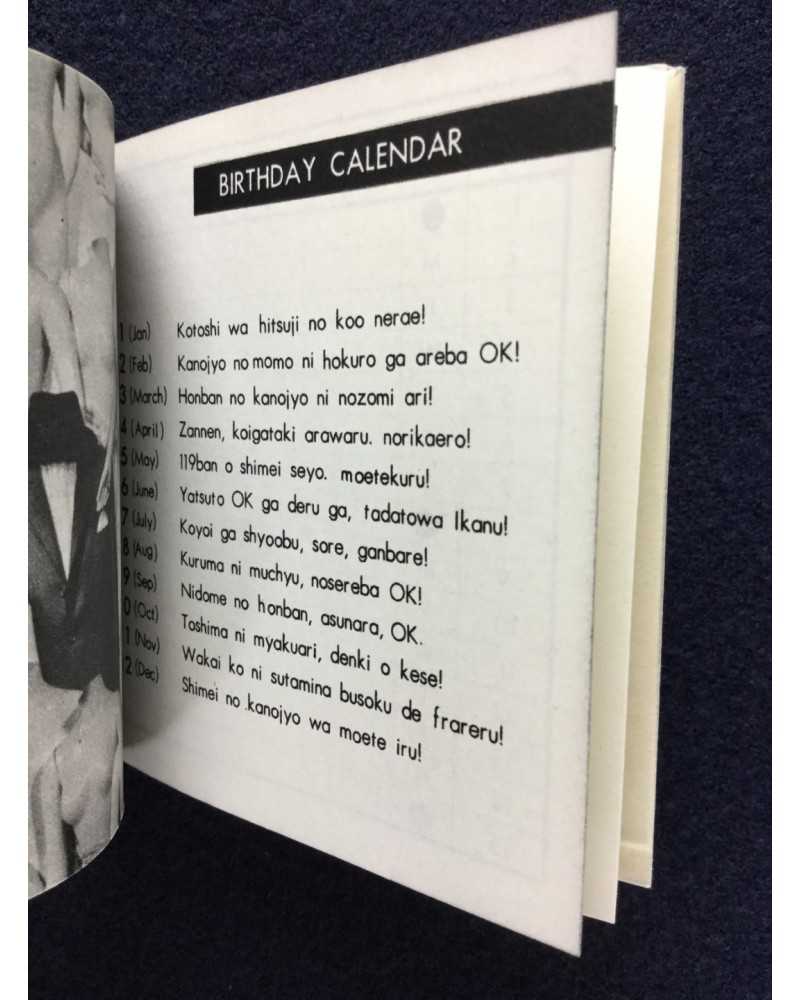 BIRTHDAY CALENDAR
1 (Jan) Kotoshi wa hitsuji no koo nerae!
2 (Feb) Kanojyo no momo ni hokuro ga areba OK!
3 (March) Honban no kanojyo ni nozomi ari!
4 (April) Zannen, koigataki arawaru. norikaero!
5 (May) 119ban o shimei seyo. moetekuru!
6 (June) Yatsuto OK ga deru ga, tadatowa Ikanu!
7 (July) Koyoi ga shyoobu, sore, ganbare!
8 (Aug) Kuruma ni muchyu, nosereba OK!
9 (Sep) Nidome no honban, asunara, OK.
0 (Oct) Toshima ni myakuari, denki o kese!
1 (Nov) Wakai ko ni sutamina busoku de frareru!
2 (Dec) Shimei no kanojyo wa moete iru!